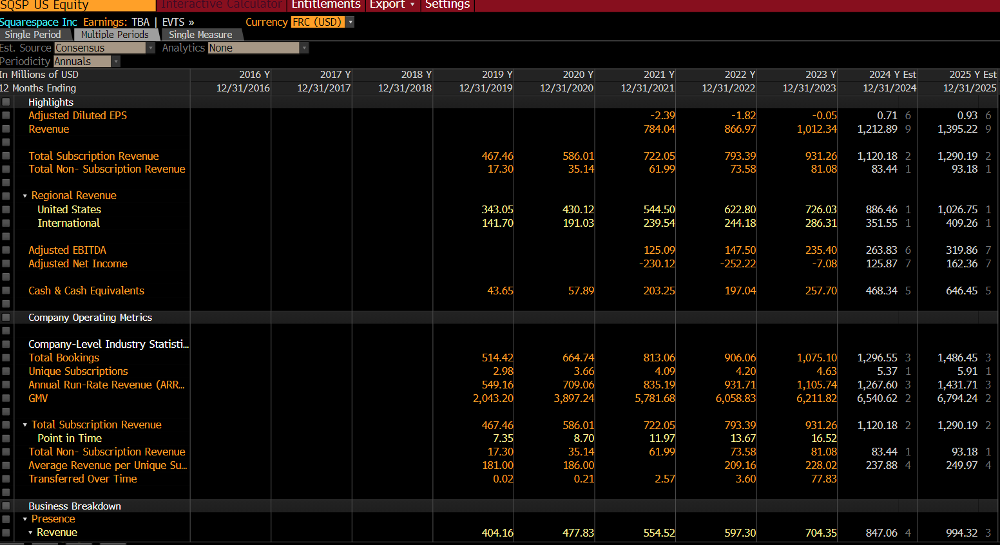 SQSP US Equity Interactive Calculator Entitlements Export Settings
Squarespace Inc Earnings: TBA | EVTS » Currency FRC (USD)
Single Period Multiple Periods Single Measure
Est. Source Consensus Analytics None
Periodicity Annuals
In Millions of USD 2016 Y 2017 Y 2018 Y 2019 Y 2020 Y 2021 Y 2022 Y 2023 Y 2024 Y Est 2025 Y Est
12 Months Ending 12/31/2016 12/31/2017 12/31/2018 12/31/2019 12/31/2020 12/31/2021 12/31/2022 12/31/2023 12/31/2024 12/31/2025
Highlights
Adjusted Diluted EPS -2.39 -1.82 -0.05 0.71 6 0.93 6
Revenue 784.04 866.97 1,012.34 1,212.89 9 1,395.22 9
Total Subscription Revenue 467.46 586.01 722.05 793.39 931.26 1,120.18 2 1,290.19 2
Total Non- Subscription Revenue 17.30 35.14 61.99 73.58 81.08 83.44 1 93.18 1
Regional Revenue
United States 343.05 430.12 544.50 622.80 726.03 886.46 1 1,026.75 1
International 141.70 191.03 239.54 244.18 286.31 351.55 1 409.26 1
Adjusted EBITDA 125.09 147.50 235.40 263.83 6 319.86 7
Adjusted Net Income -230.12 -252.22 -7.08 125.87 7 162.36 7
Cash & Cash Equivalents 43.65 57.89 203.25 197.04 257.70 468.34 5 646.45 5
Company Operating Metrics
Company-Level Industry Statisti...
Total Bookings 514.42 664.74 813.06 906.06 1,075.10 1,296.55 3 1,486.45 3
Unique Subscriptions 2.98 3.66 4.09 4.20 4.63 5.37 1 5.91 1
Annual Run-Rate Revenue (ARR... 549.16 709.06 835.19 931.71 1,105.74 1,267.60 3 1,431.71 3
GMV 2,043.20 3,897.24 5,781.68 6,058.83 6,211.82 6,540.62 2 6,794.24 2
Total Subscription Revenue 467.46 586.01 722.05 793.39 931.26 1,120.18 2 1,290.19 2
Point in Time 7.35 8.70 11.97 13.67 16.52
Total Non- Subscription Revenue 17.30 35.14 61.99 73.58 81.08 83.44 1 93.18 1
Average Revenue per Unique Su... 181.00 186.00 209.16 228.02 237.88 4 249.97 4
Transferred Over Time 0.02 0.21 2.57 3.60 77.83
Business Breakdown
Presence
Revenue 404.16 477.83 554.52 597.30 704.35 847.06 4 994.32 3